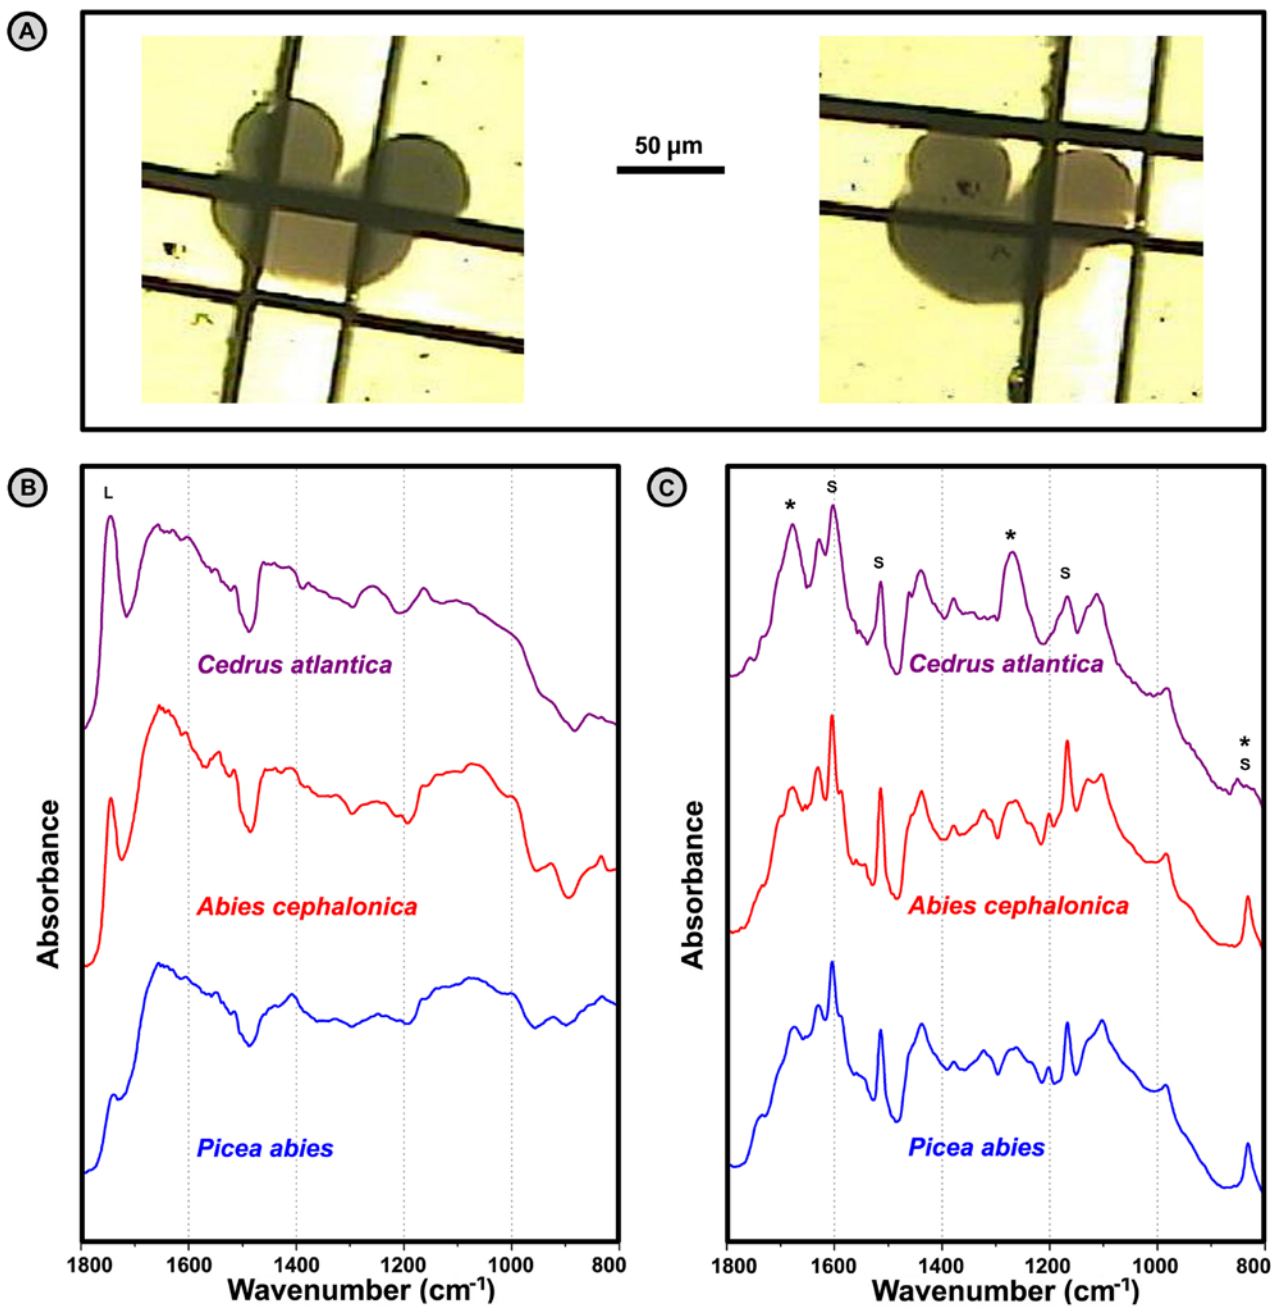 A
50 µm
B
L
Cedrus atlantica
Abies cephalonica
Picea abies
Absorbance
1800 1600 1400 1200 1000 800
Wavenumber (cm⁻¹)
C
*
S
S
*
S
*
S
Cedrus atlantica
Abies cephalonica
Picea abies
Absorbance
1800 1600 1400 1200 1000 800
Wavenumber (cm⁻¹)